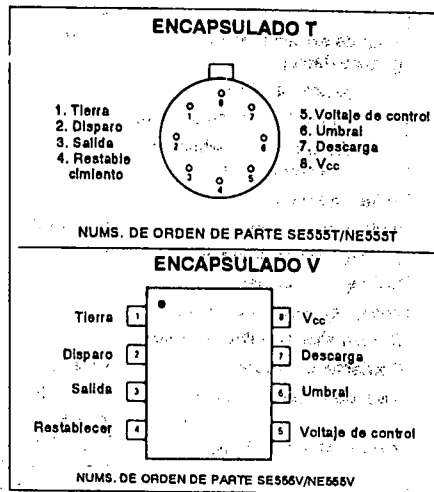 ENCAPSULADO T
8
1
7
2
6
3
5
4
1. Tierra
2. Disparo
3. Salida
4. Restable
cimiento
5. Voltaje de control
6. Umbral
7. Descarga
8. Vcc
NUMS. DE ORDEN DE PARTE SE555T/NE555T
ENCAPSULADO V
Tierra 1
8 Vcc
Disparo 2
7 Descarga
Salida 3
6 Umbral
Restablecer 4
5 Voltaje de control
NUMS. DE ORDEN DE PARTE SE555V/NE555V